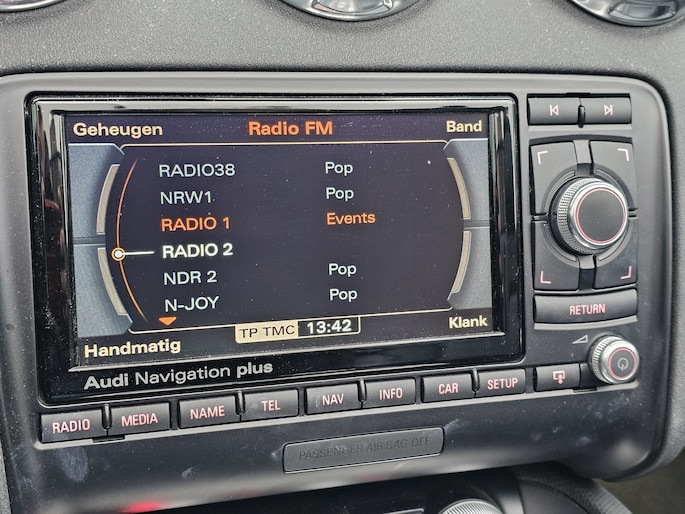 Geheugen Radio FM Band
RADIO38 Pop
NRW1 Pop
RADIO 1 Events
RADIO 2
NDR 2 Pop
N-JOY Pop
Handmatig TP TMC 13:42 Klank
Audi Navigation plus
RETURN
RADIO MEDIA NAME TEL NAV INFO CAR SETUP
PASSENGER AIR BAG OFF